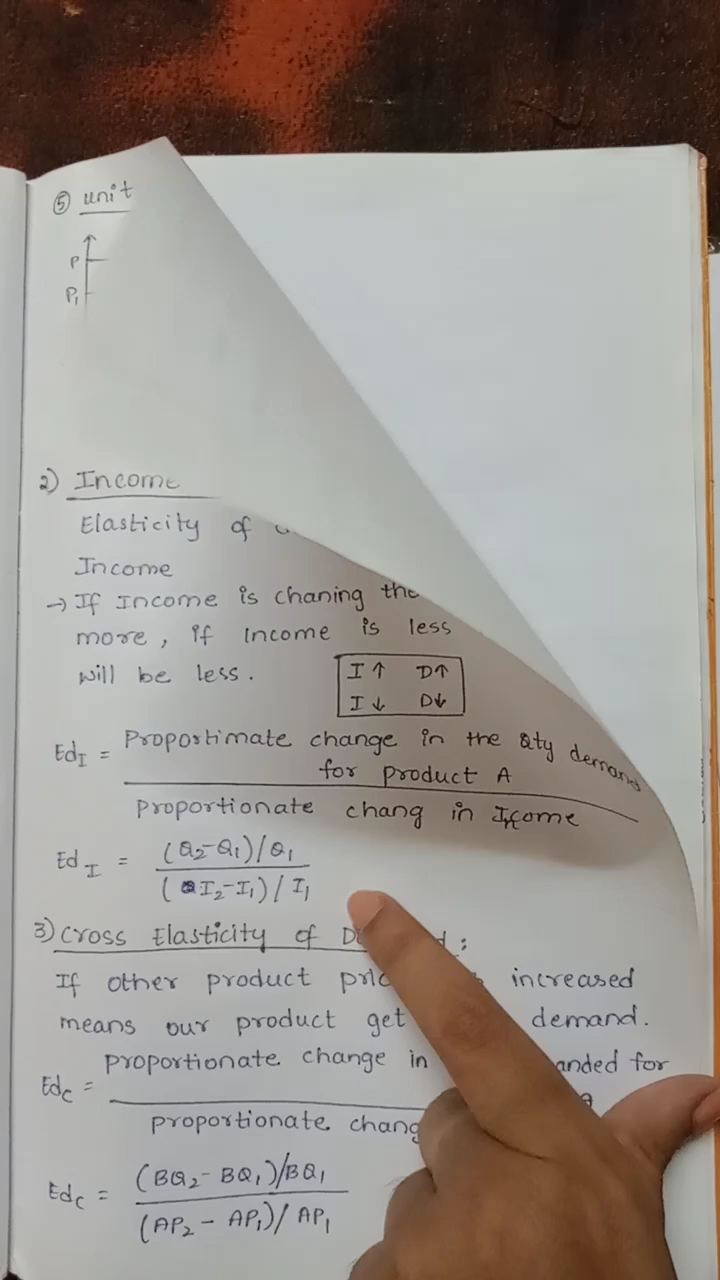 ⑤ unit
P
P₁
2) Income
Elasticity of
Income
→ If Income is chaning the
more, if income is less
will be less.
I ↑ D↑
I ↓ D↓
EdI = Proportimate change in the Qty demand
for product A
proportionate chang in Income
EdI = (Q₂-Q₁)/Q₁
(I₂-I₁)/I₁
3) Cross Elasticity of
If other product increased
means our product get demand.
EdC = proportionate change in for
proportionate
EdC = (BQ₂ - BQ₁)/BQ₁
(AP₂ - AP₁)/AP₁